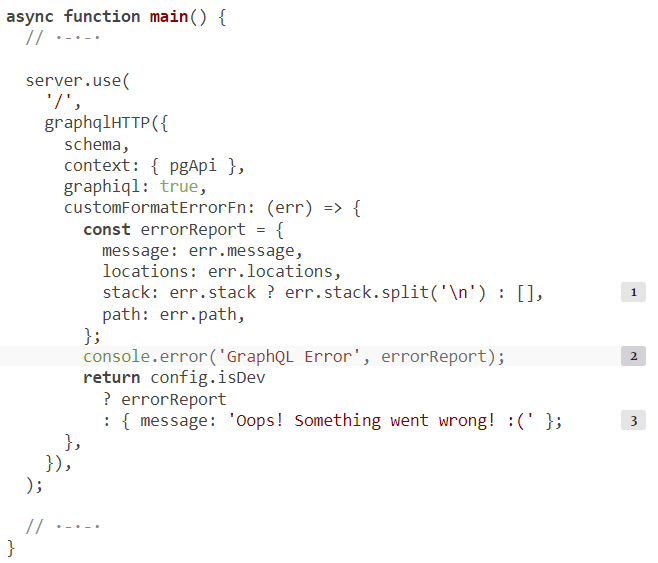 async function main() {
  // ·-·-·

  server.use(
    '/',
    graphqlHTTP({
      schema,
      context: { pgApi },
      graphiql: true,
      customFormatErrorFn: (err) => {
        const errorReport = {
          message: err.message,
          locations: err.locations,
          stack: err.stack ? err.stack.split('\n') : [], 1
          path: err.path,
        };
        console.error('GraphQL Error', errorReport); 2
        return config.isDev
          ? errorReport
          : { message: 'Oops! Something went wrong! :(' }; 3
      },
    }),
  );

  // ·-·-·
}